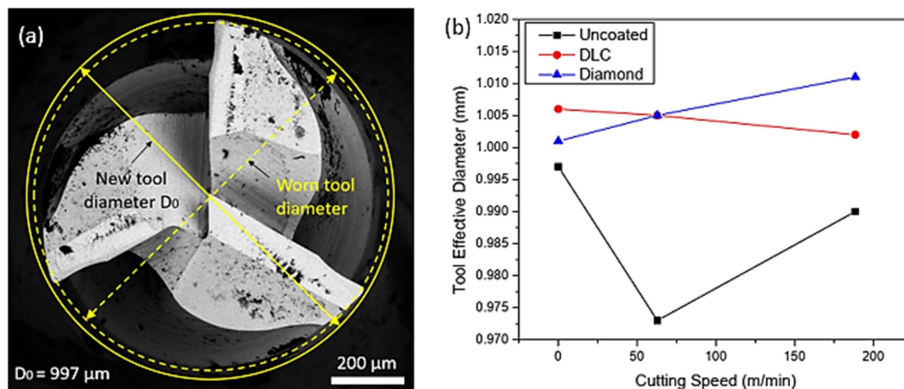 (a)
New tool
diameter D₀
Worn tool
diameter
D₀ = 997 µm
200 µm
(b)
Uncoated
DLC
Diamond
Tool Effective Diameter (mm)
1.020
1.015
1.010
1.005
1.000
0.995
0.990
0.985
0.980
0.975
0.970
0 50 100 150 200
Cutting Speed (m/min)